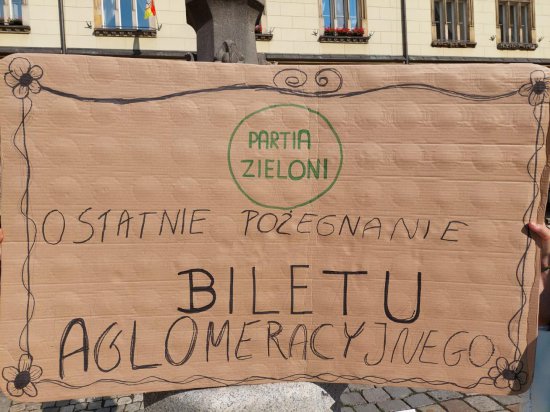 PARTIA
ZIELONI
OSTATNIE POŻEGNANIE
BILETU
AGLOMERACYJNEGO